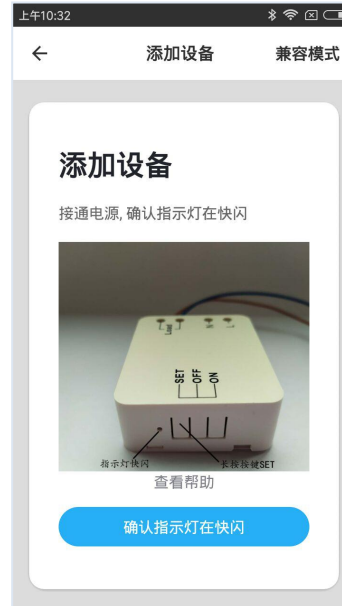 上午10:32
添加设备
兼容模式
添加设备
接通电源, 确认指示灯在快闪
Load N L
SET
OFF
ON
指示灯快闪
长按按键SET
查看帮助
确认指示灯在快闪